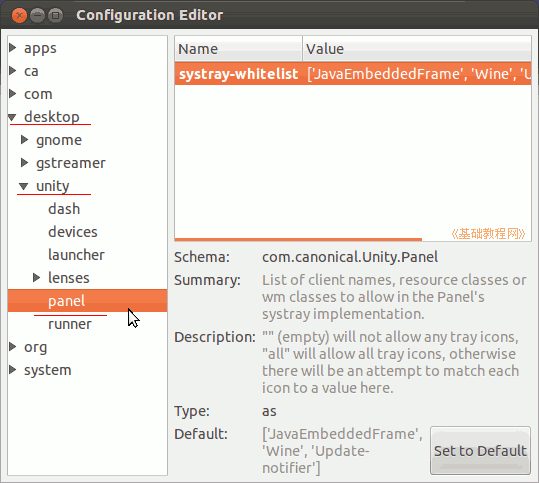 Configuration Editor
apps
ca
com
desktop
gnome
gstreamer
unity
dash
devices
launcher
lenses
panel
runner
org
system
Name Value
systray-whitelist ['JavaEmbeddedFrame', 'Wine', 'U
《基础教程网》
Schema: com.canonical.Unity.Panel
Summary: List of client names, resource classes or
wm classes to allow in the Panel's
systray implementation.
Description: "" (empty) will not allow any tray icons,
"all" will allow all tray icons, otherwise
there will be an attempt to match each
icon to a value here.
Type: as
Default: ['JavaEmbeddedFrame',
'Wine', 'Update-
notifier']
Set to Default